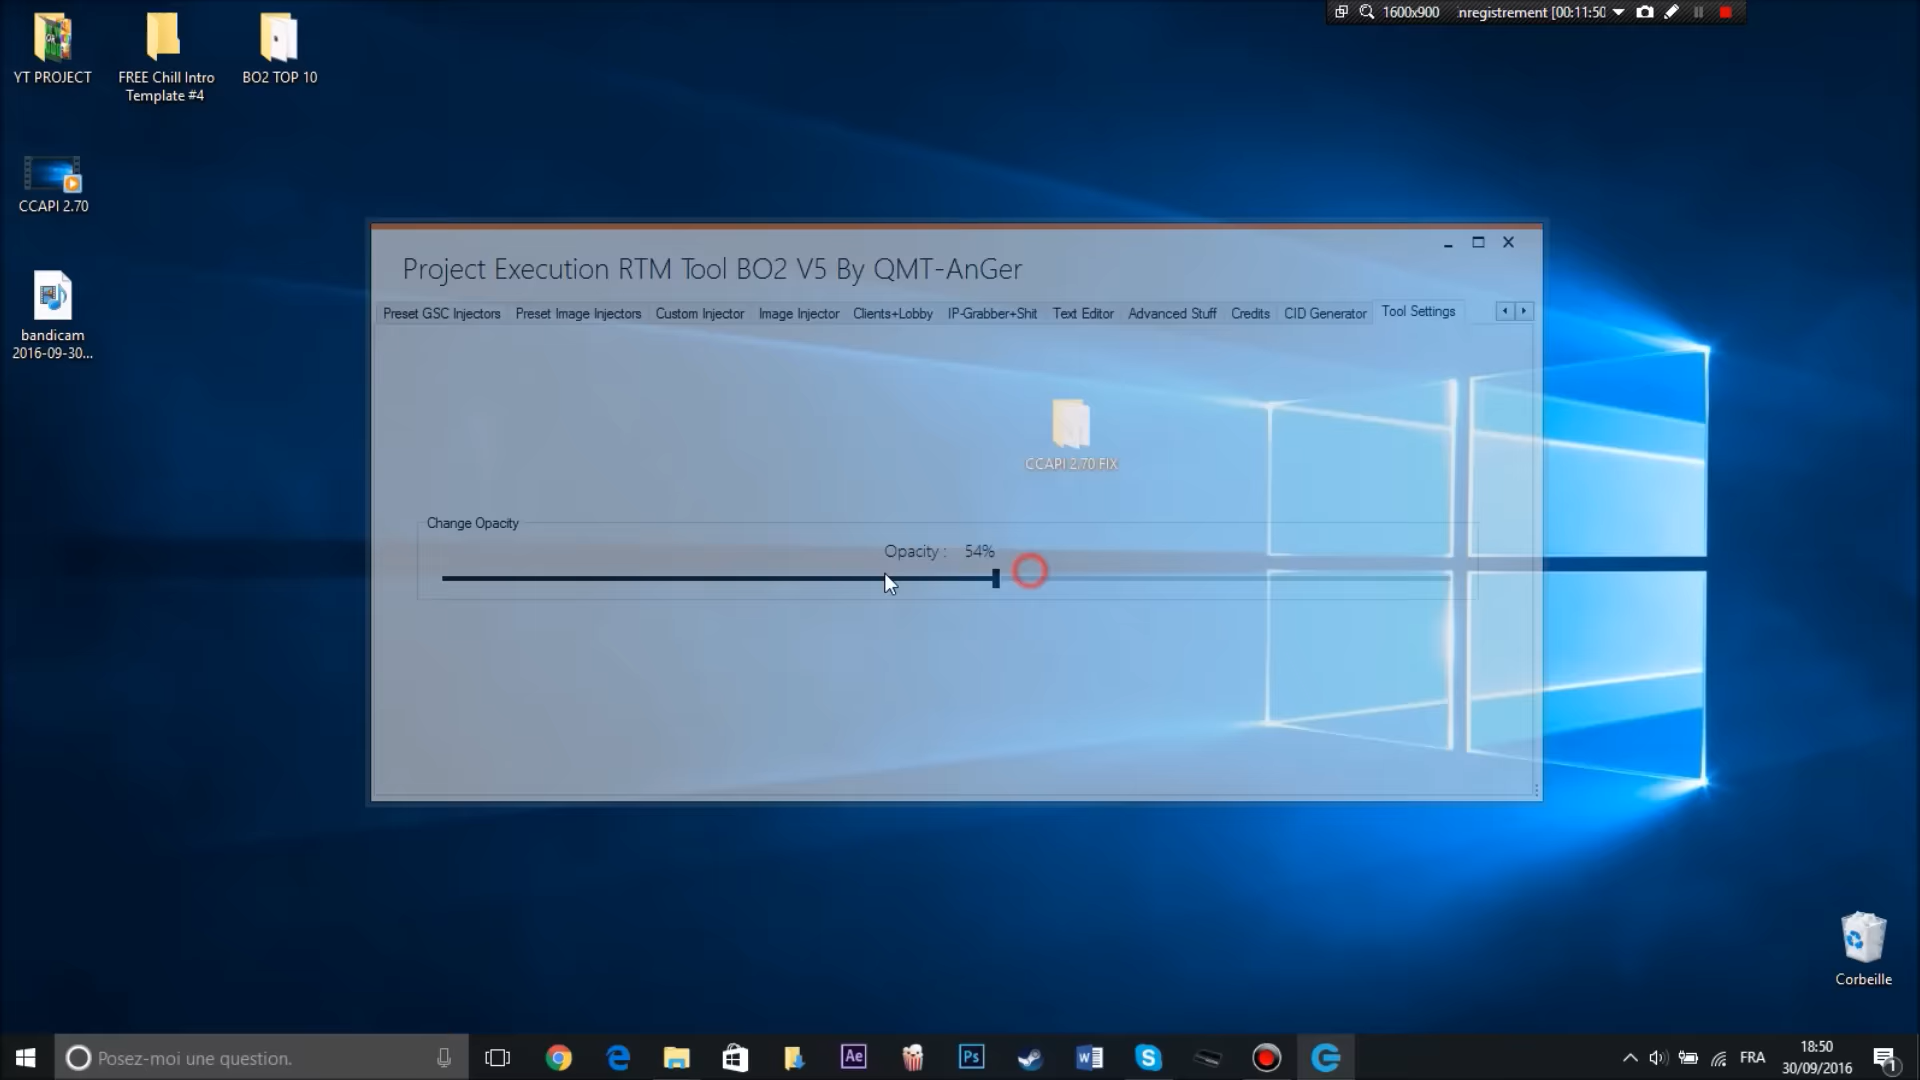 1600x900 nregistrement [00:11:50
YT PROJECT
FREE Chill Intro
Template #4
BO2 TOP 10
CCAPI 2.70
bandicam
2016-09-30...
Project Execution RTM Tool BO2 V5 By QMT-AnGer
Preset GSC Injectors Preset Image Injectors Custom Injector Image Injector Clients+Lobby IP-Grabber+Shit Text Editor Advanced Stuff Credits CID Generator Tool Settings
CCAPI 2.70 FIX
Change Opacity
Opacity : 54%
Corbeille
Posez-moi une question.
Ae
Ps
FRA
18:50
30/09/2016
1